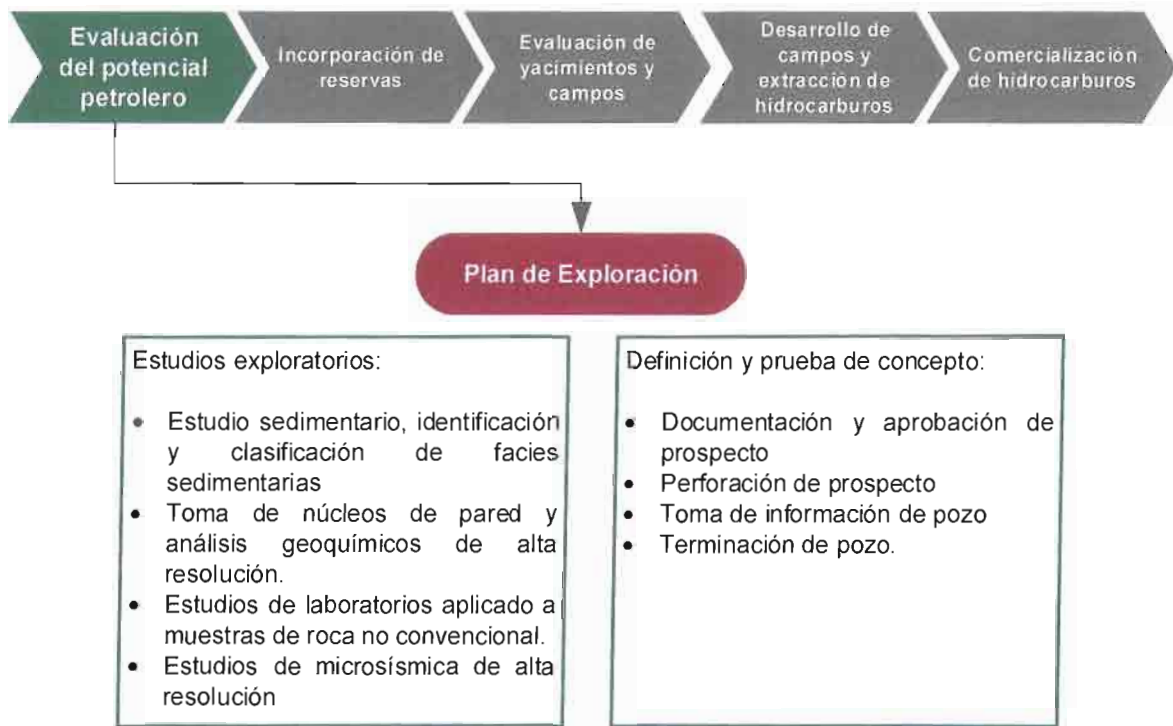 Evaluación
del potencial
petrolero
Incorporación de
reservas
Evaluación de
yacimientos y
campos
Desarrollo de
campos y
extracción de
hidrocarburos
Comercialización
de hidrocarburos
Plan de Exploración
Estudios exploratorios:
• Estudio sedimentario, identificación
y clasificación de facies
sedimentarias
• Toma de núcleos de pared y
análisis geoquímicos de alta
resolución.
• Estudios de laboratorios aplicado a
muestras de roca no convencional.
• Estudios de microsísmica de alta
resolución
Definición y prueba de concepto:
• Documentación y aprobación de
prospecto
• Perforación de prospecto
• Toma de información de pozo
• Terminación de pozo.